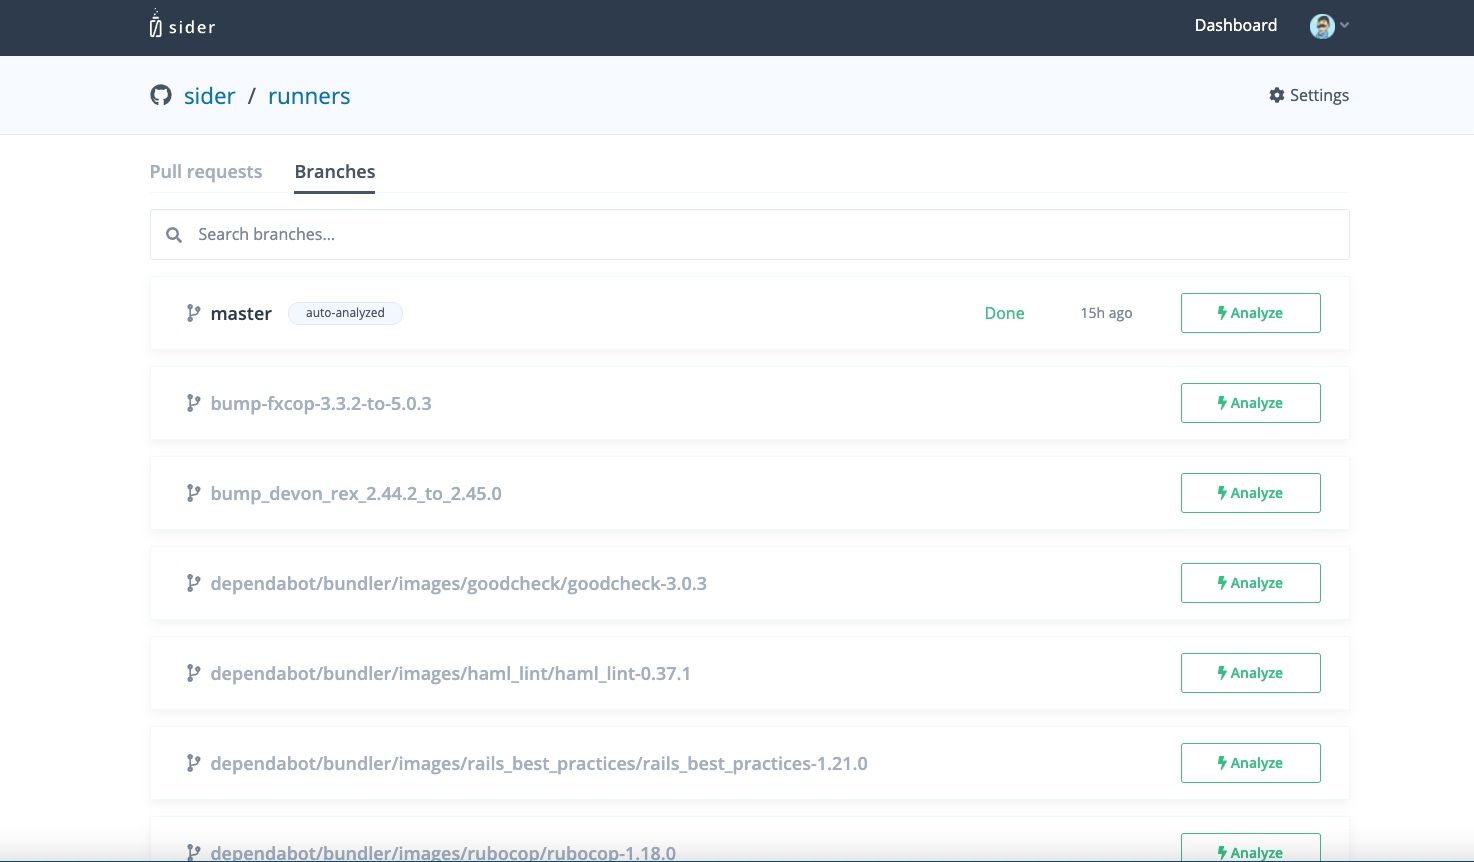 sider Dashboard
sider / runners Settings
Pull requests Branches
Search branches...
master auto-analyzed Done 15h ago Analyze
bump-fxcop-3.3.2-to-5.0.3 Analyze
bump_devon_rex_2.44.2_to_2.45.0 Analyze
dependabot/bundler/images/goodcheck/goodcheck-3.0.3 Analyze
dependabot/bundler/images/haml_lint/haml_lint-0.37.1 Analyze
dependabot/bundler/images/rails_best_practices/rails_best_practices-1.21.0 Analyze
dependabot/bundler/images/rubocop/rubocop-1.18.0 Analyze